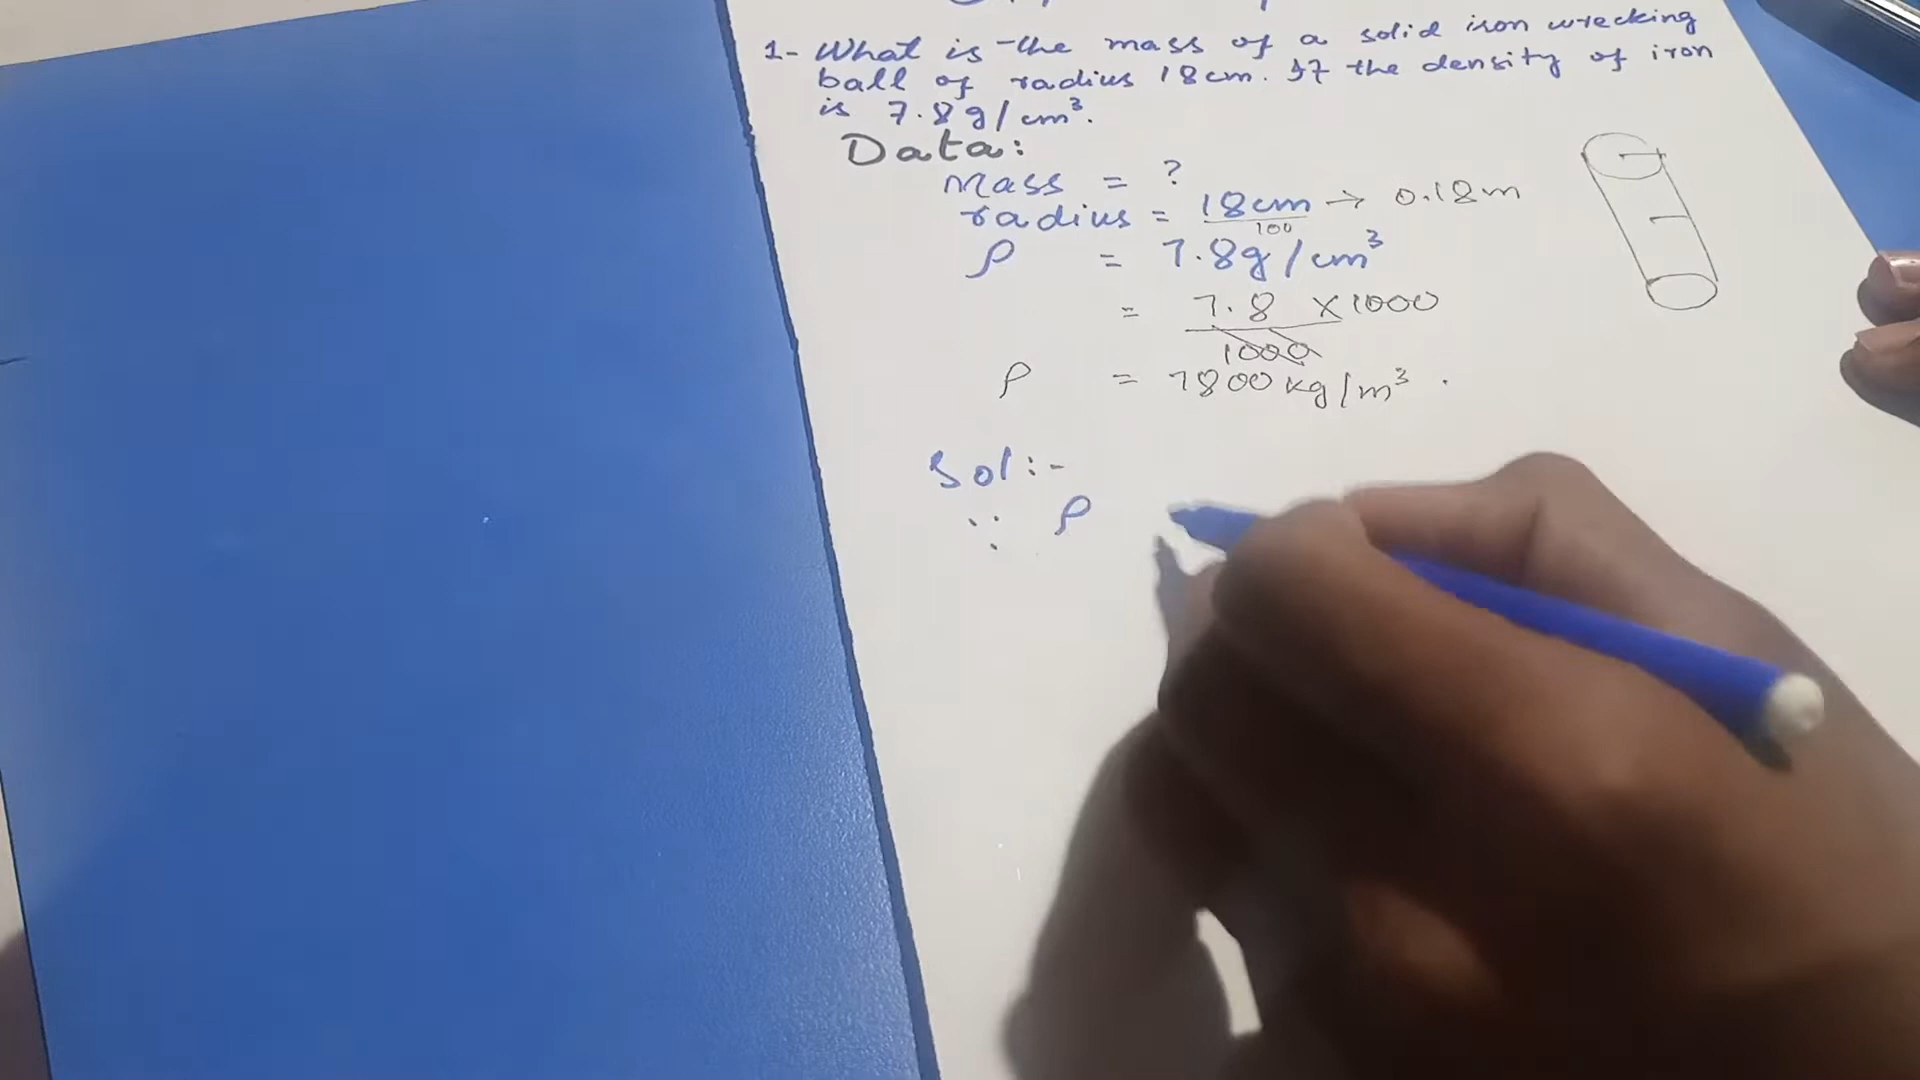 1- What is the mass of a solid iron wrecking
ball of radius 18cm. If the density of iron
is 7.8g/cm³.
Data:
Mass = ?
radius = 18cm/100 → 0.18m
ρ = 7.8g/cm³
= 7.8 x1000
1000
ρ = 7800kg/m³.
Sol:-
∵ ρ